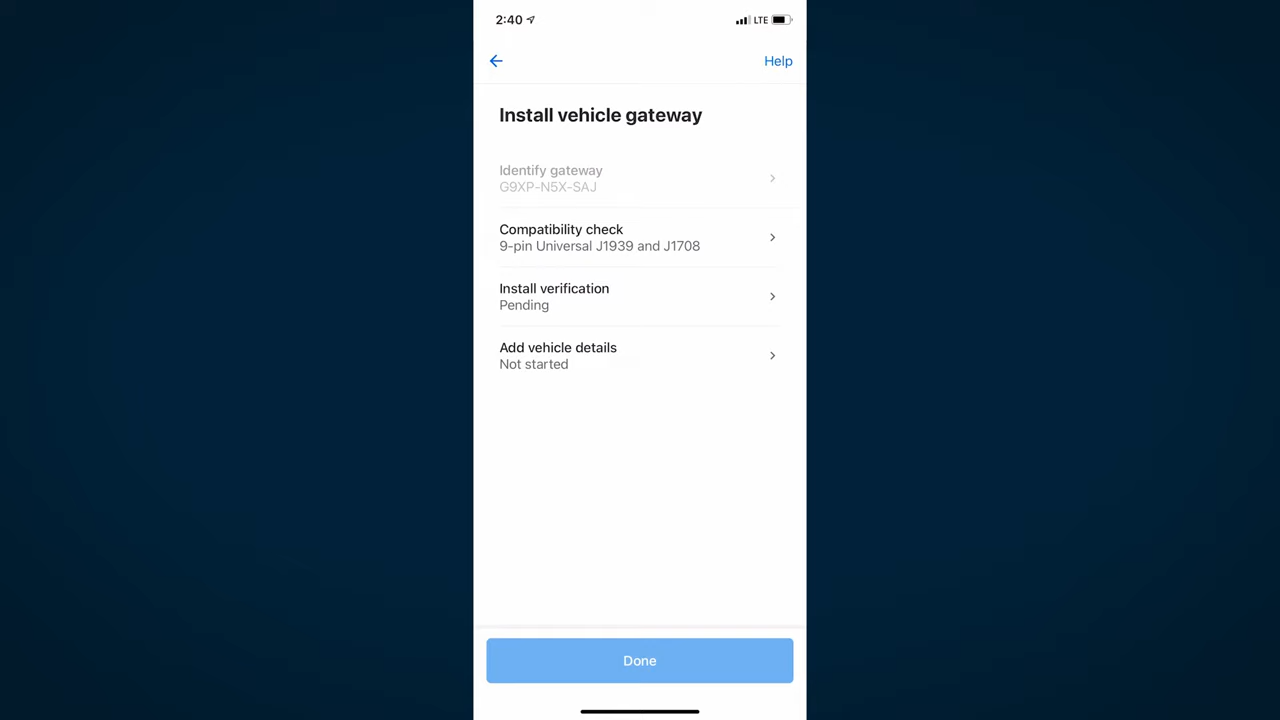 2:40
LTE
Help
Install vehicle gateway
Identify gateway
G9XP-N5X-SAJ
Compatibility check
9-pin Universal J1939 and J1708
Install verification
Pending
Add vehicle details
Not started
Done